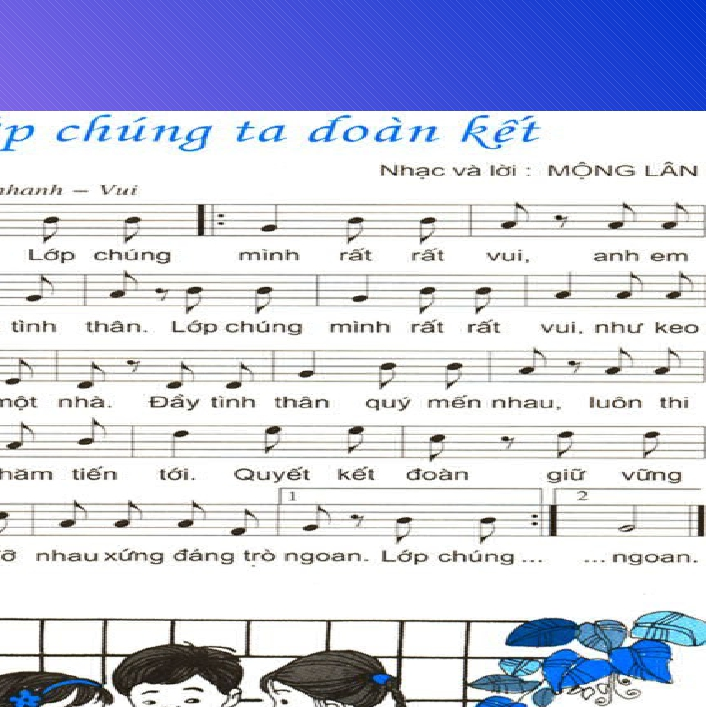 chúng ta đoàn kết
Nhạc và lời : MỘNG LÂN
nhanh – Vui
Lớp chúng mình rất rất vui, anh em
tình thân. Lớp chúng mình rất rất vui, như keo
một nhà. Đầy tình thân quý mến nhau, luôn thi
tiến tới. Quyết kết đoàn giữ vững
1 2
nhau xứng đáng trò ngoan. Lớp chúng ... ... ngoan.